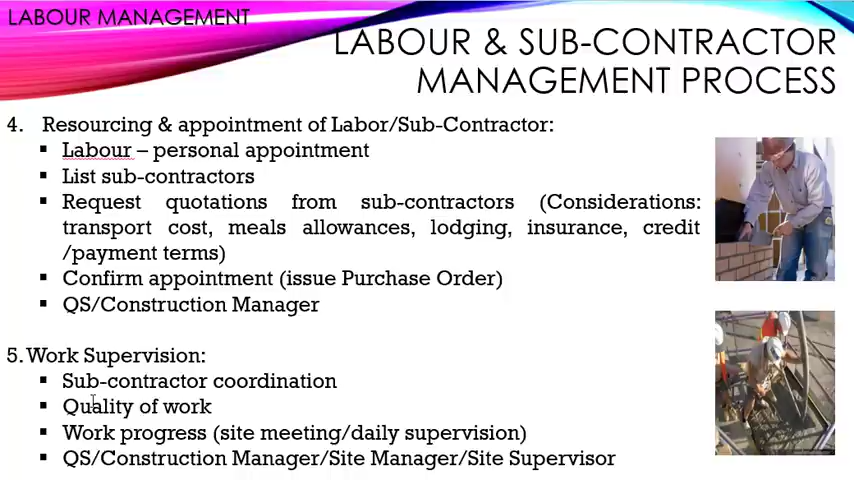 LABOUR MANAGEMENT
LABOUR & SUB-CONTRACTOR
MANAGEMENT PROCESS
4. Resourcing & appointment of Labor/Sub-Contractor:
▪ Labour – personal appointment
▪ List sub-contractors
▪ Request quotations from sub-contractors (Considerations:
transport cost, meals allowances, lodging, insurance, credit
/payment terms)
▪ Confirm appointment (issue Purchase Order)
▪ QS/Construction Manager
5. Work Supervision:
▪ Sub-contractor coordination
▪ Quality of work
▪ Work progress (site meeting/daily supervision)
▪ QS/Construction Manager/Site Manager/Site Supervisor